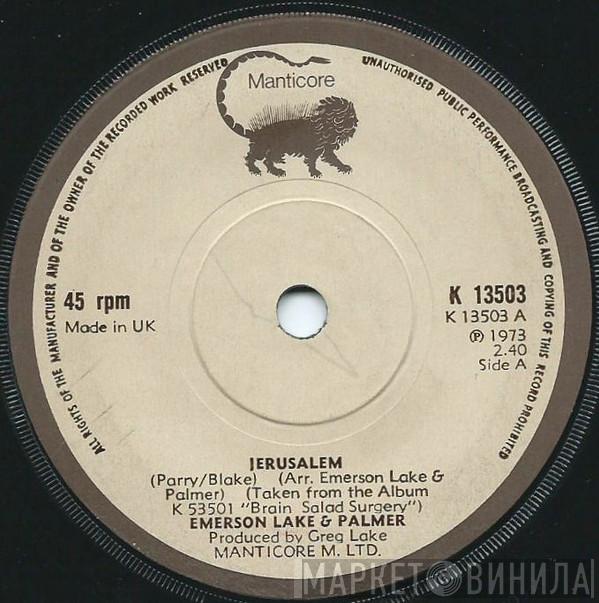 Manticore
ALL RIGHTS OF THE MANUFACTURER AND OF THE OWNER OF THE RECORDED WORK RESERVED
UNAUTHORISED PUBLIC PERFORMANCE BROADCASTING AND COPYING OF THIS RECORD PROHIBITED
45 rpm
Made in UK
K 13503
K 13503 A
℗ 1973
2.40
Side A
JERUSALEM
(Parry/Blake) (Arr. Emerson Lake &
Palmer) (Taken from the Album
K 53501 "Brain Salad Surgery")
EMERSON LAKE & PALMER
Produced by Greg Lake
MANTICORE M. LTD.
МАРКЕТ ВИНИЛА